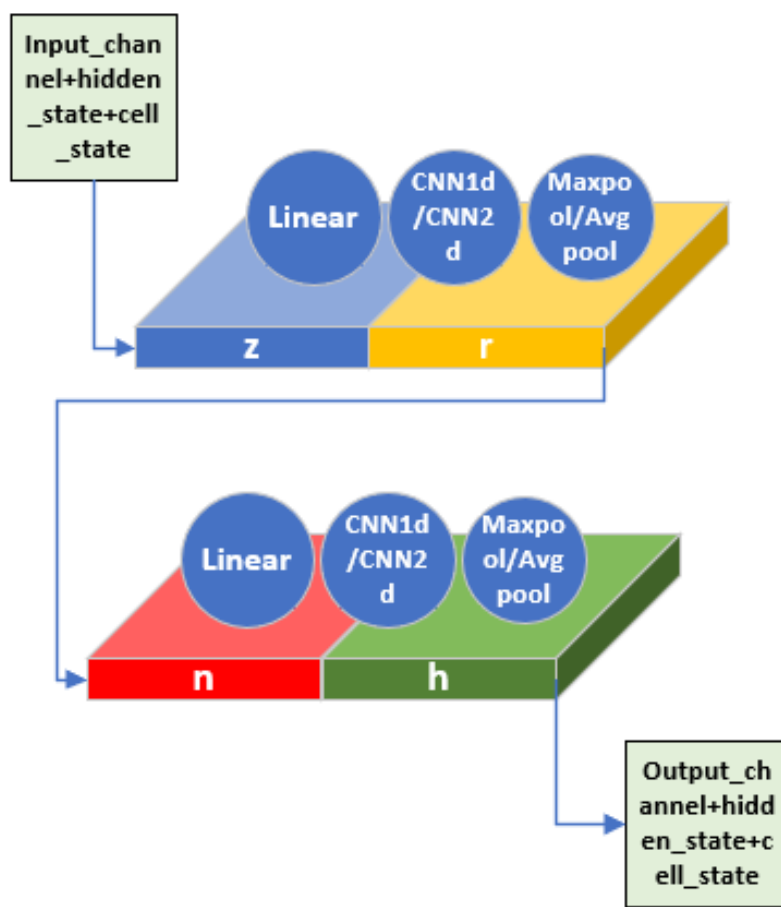 Input_chan
nel+hidden
_state+cell
_state
Linear
CNN1d
/CNN2
d
Maxpo
ol/Avg
pool
z
r
Linear
CNN1d
/CNN2
d
Maxpo
ol/Avg
pool
n
h
Output_ch
annel+hidd
en_state+c
ell_state